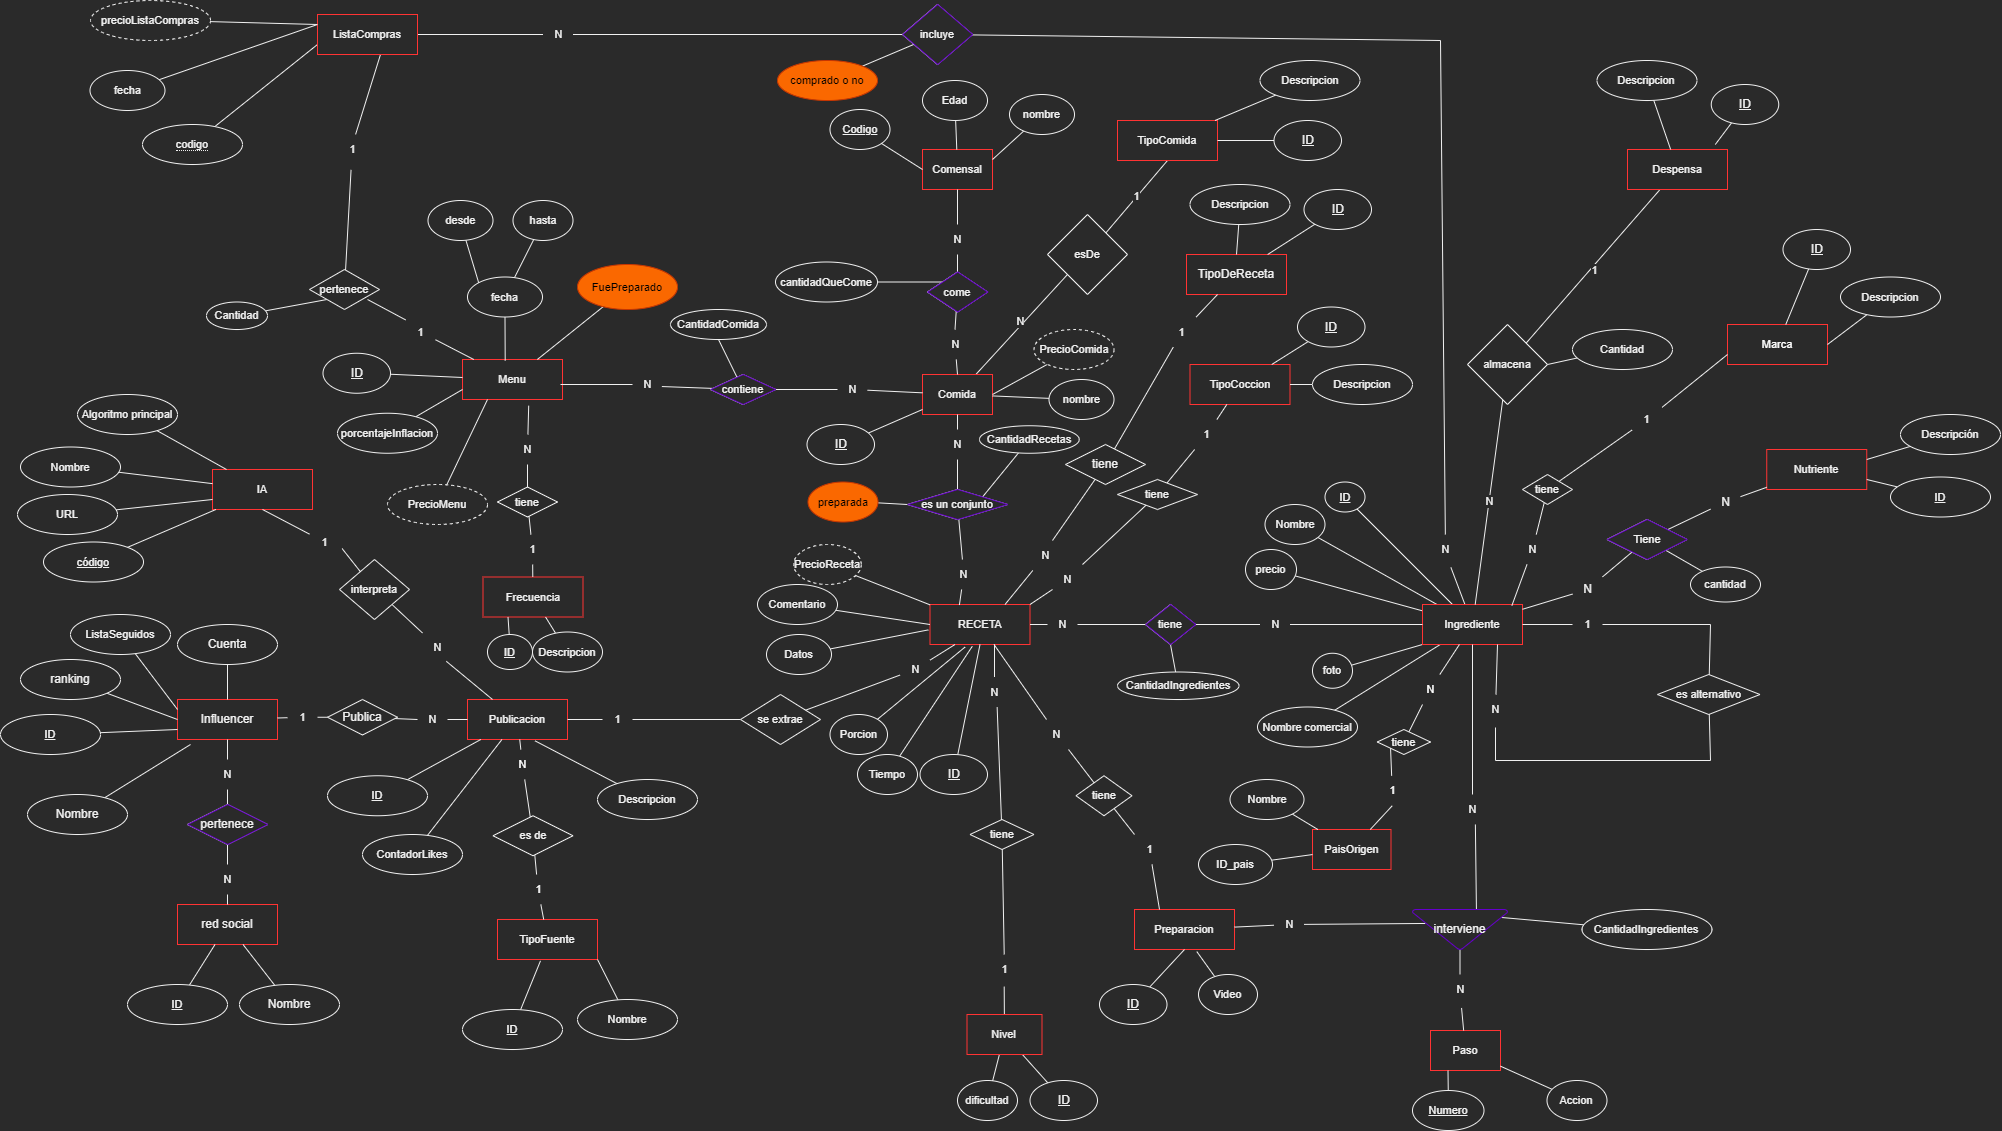 precioListaCompras
ListaCompras
N
incluye
comprado o no
fecha
codigo
1
Edad
nombre
Codigo
Comensal
N
come
cantidadQueCome
N
Descripcion
TipoComida
ID
1
esDe
N
Descripcion
ID
TipoDeReceta
1
ID
TipoCoccion
Descripcion
1
Descripcion
ID
Despensa
1
almacena
Cantidad
N
ID
Descripcion
Marca
1
tiene
N
Descripción
Nutriente
ID
N
Tiene
cantidad
N
desde
hasta
pertenece
Cantidad
1
fecha
FuePreparado
ID
Menu
porcentajeInflacion
PrecioMenu
N
CantidadComida
contiene
N
PrecioComida
Comida
nombre
ID
N
CantidadRecetas
preparada
es un conjunto
N
tiene
N
tiene
N
N
tiene
1
Frecuencia
ID
Descripcion
Algoritmo principal
Nombre
IA
URL
código
1
interpreta
N
ListaSeguidos
Cuenta
ranking
Influencer
ID
Nombre
1
Publica
N
Publicacion
1
se extrae
N
N
pertenece
N
red social
ID
Nombre
ID
ContadorLikes
N
Descripcion
es de
1
TipoFuente
ID
Nombre
PrecioReceta
Comentario
Datos
RECETA
Porcion
Tiempo
ID
N
tiene
N
CantidadIngredientes
N
tiene
1
Nivel
dificultad
ID
N
tiene
1
Preparacion
ID
Video
N
ID
Nombre
precio
N
Ingrediente
foto
Nombre comercial
1
es alternativo
N
N
tiene
1
Nombre
PaisOrigen
ID_pais
N
interviene
CantidadIngredientes
N
Paso
Numero
Accion